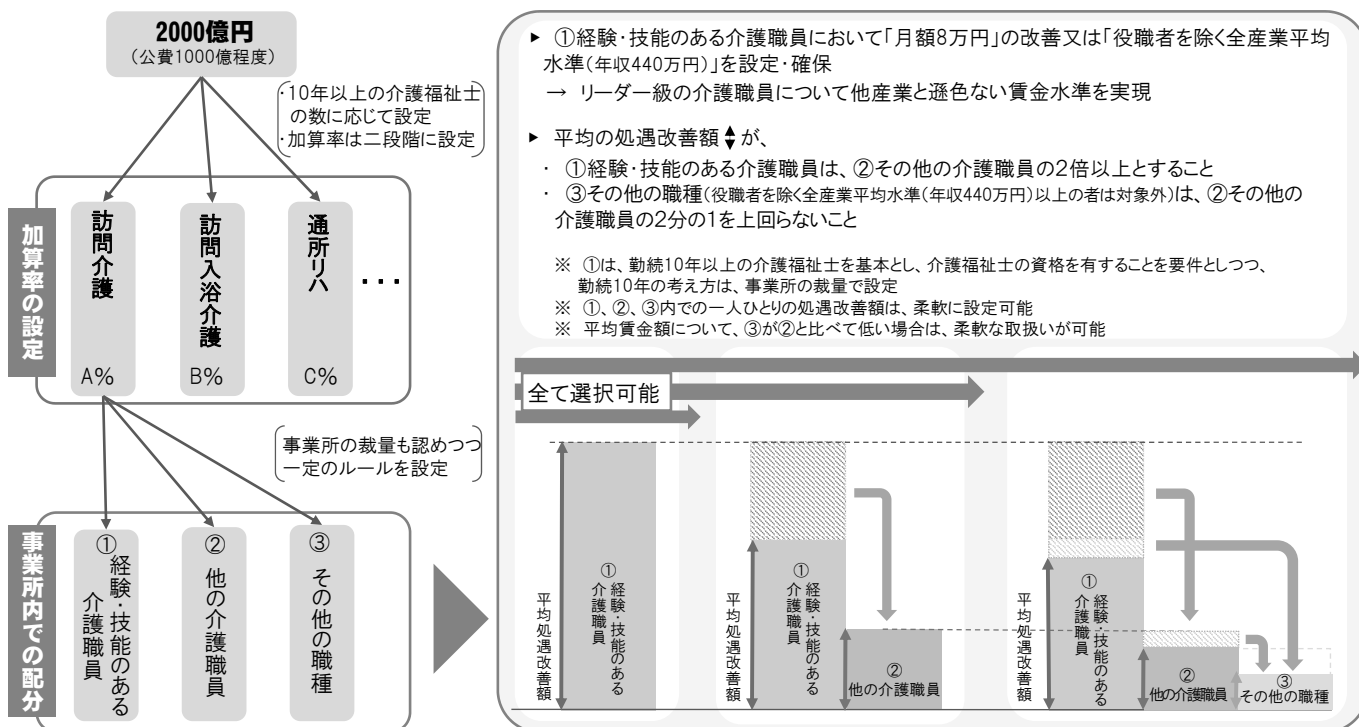 2000億円
(公費1000億程度)
・10年以上の介護福祉士
の数に応じて設定
・加算率は二段階に設定
加算率の設定
訪問介護
A%
訪問入浴介護
B%
通所リハ
C%
・・・
事業所の裁量も認めつつ
一定のルールを設定
事業所内での配分
①
経験・技能のある
介護職員
②
他の介護職員
③
その他の職種
▶ ①経験・技能のある介護職員において「月額8万円」の改善又は「役職者を除く全産業平均
水準(年収440万円)」を設定・確保
→ リーダー級の介護職員について他産業と遜色ない賃金水準を実現
▶ 平均の処遇改善額 が、
・ ①経験・技能のある介護職員は、②その他の介護職員の2倍以上とすること
・ ③その他の職種(役職者を除く全産業平均水準(年収440万円)以上の者は対象外)は、②その他の
介護職員の2分の1を上回らないこと
※ ①は、勤続10年以上の介護福祉士を基本とし、介護福祉士の資格を有することを要件としつつ、
勤続10年の考え方は、事業所の裁量で設定
※ ①、②、③内での一人ひとりの処遇改善額は、柔軟に設定可能
※ 平均賃金額について、③が②と比べて低い場合は、柔軟な取扱いが可能
全て選択可能
平均処遇改善額
①
経験・技能のある
介護職員
平均処遇改善額
①
経験・技能のある
介護職員
②
他の介護職員
平均処遇改善額
①
経験・技能のある
介護職員
②
他の介護職員
③
その他の職種